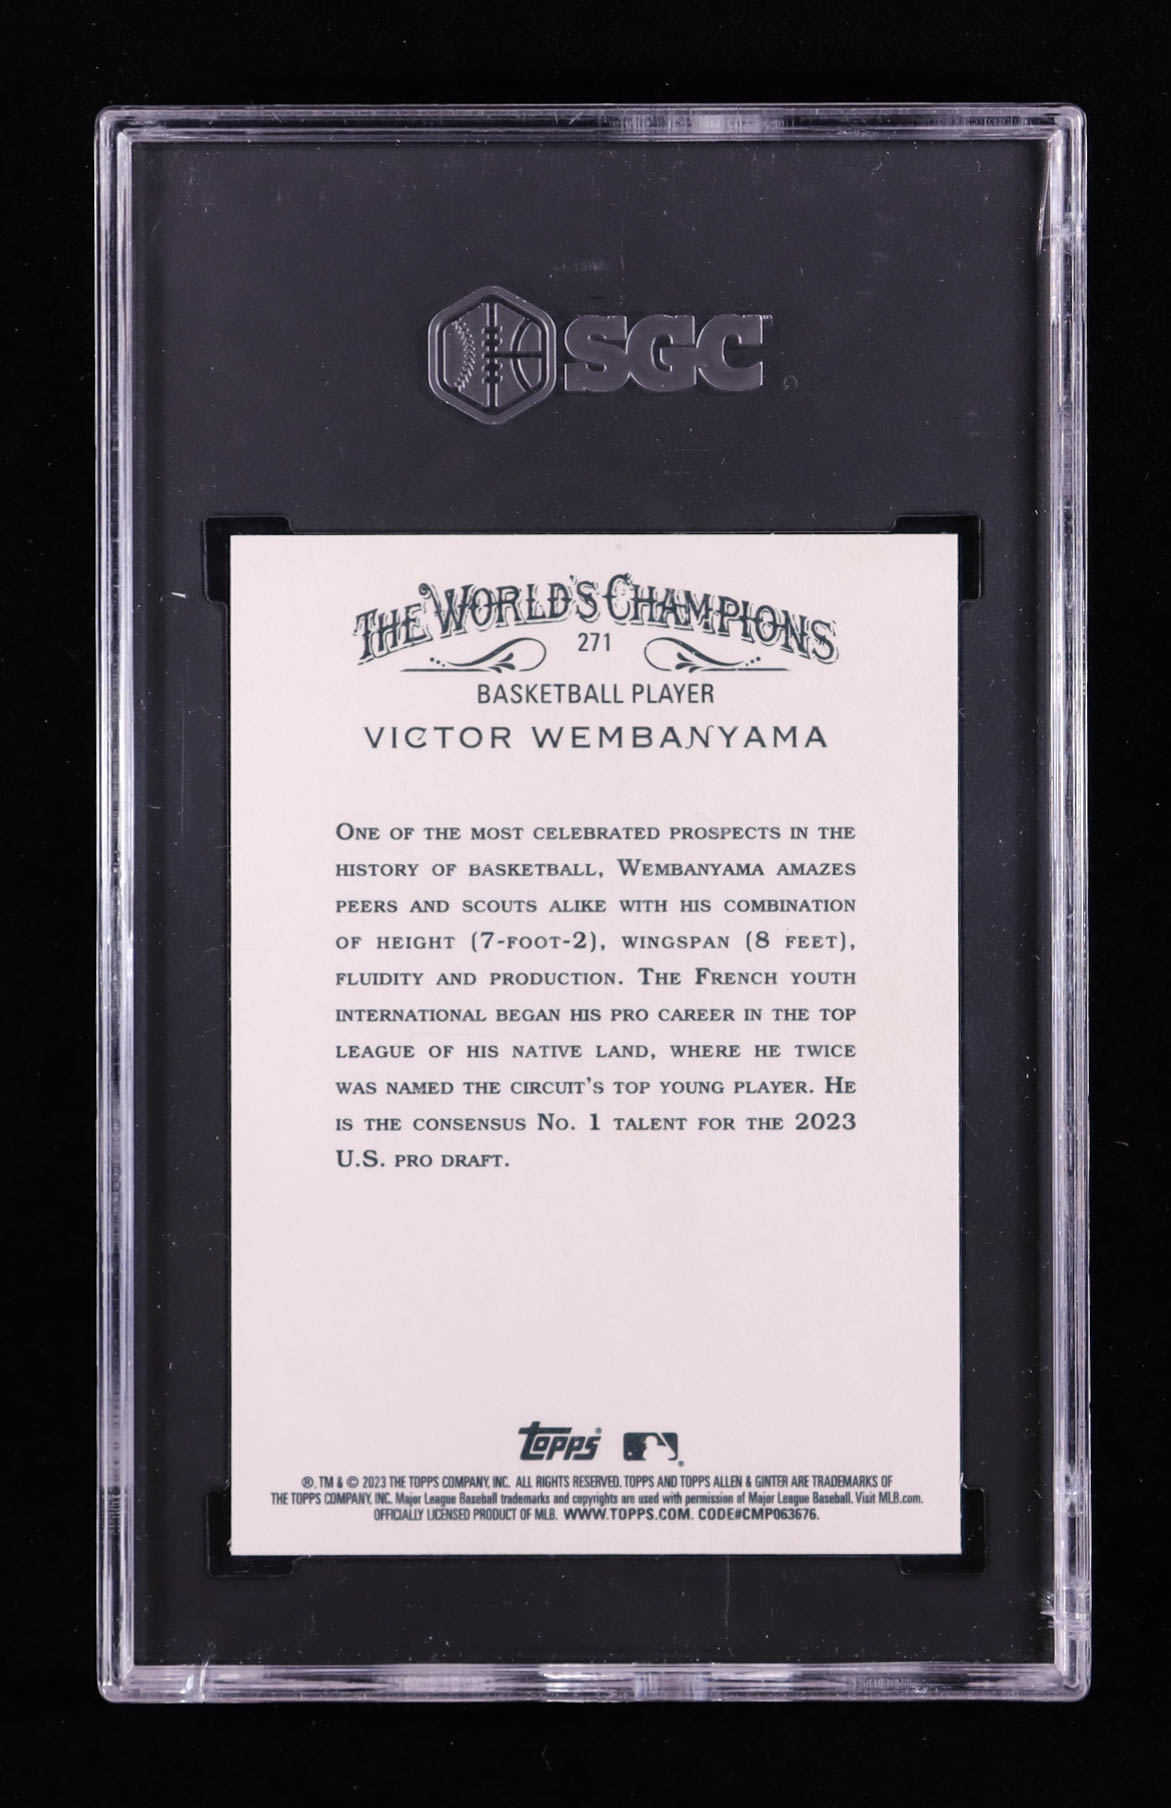 SGC
THE WORLD'S CHAMPIONS
271
BASKETBALL PLAYER
VICTOR WEMBANYAMA
ONE OF THE MOST CELEBRATED PROSPECTS IN THE
HISTORY OF BASKETBALL, WEMBANYAMA AMAZES
PEERS AND SCOUTS ALIKE WITH HIS COMBINATION
OF HEIGHT (7-FOOT-2), WINGSPAN (8 FEET),
FLUIDITY AND PRODUCTION. THE FRENCH YOUTH
INTERNATIONAL BEGAN HIS PRO CAREER IN THE TOP
LEAGUE OF HIS NATIVE LAND, WHERE HE TWICE
WAS NAMED THE CIRCUIT'S TOP YOUNG PLAYER. HE
IS THE CONSENSUS NO. 1 TALENT FOR THE 2023
U.S. PRO DRAFT.
Topps ®
®, TM & © 2023 THE TOPPS COMPANY, INC. ALL RIGHTS RESERVED. TOPPS AND TOPPS ALLEN & GINTER ARE TRADEMARKS OF
THE TOPPS COMPANY, INC. Major League Baseball trademarks and copyrights are used with permission of Major League Baseball. Visit MLB.com.
OFFICIALLY LICENSED PRODUCT OF MLB. WWW.TOPPS.COM. CODE#CMP063676.